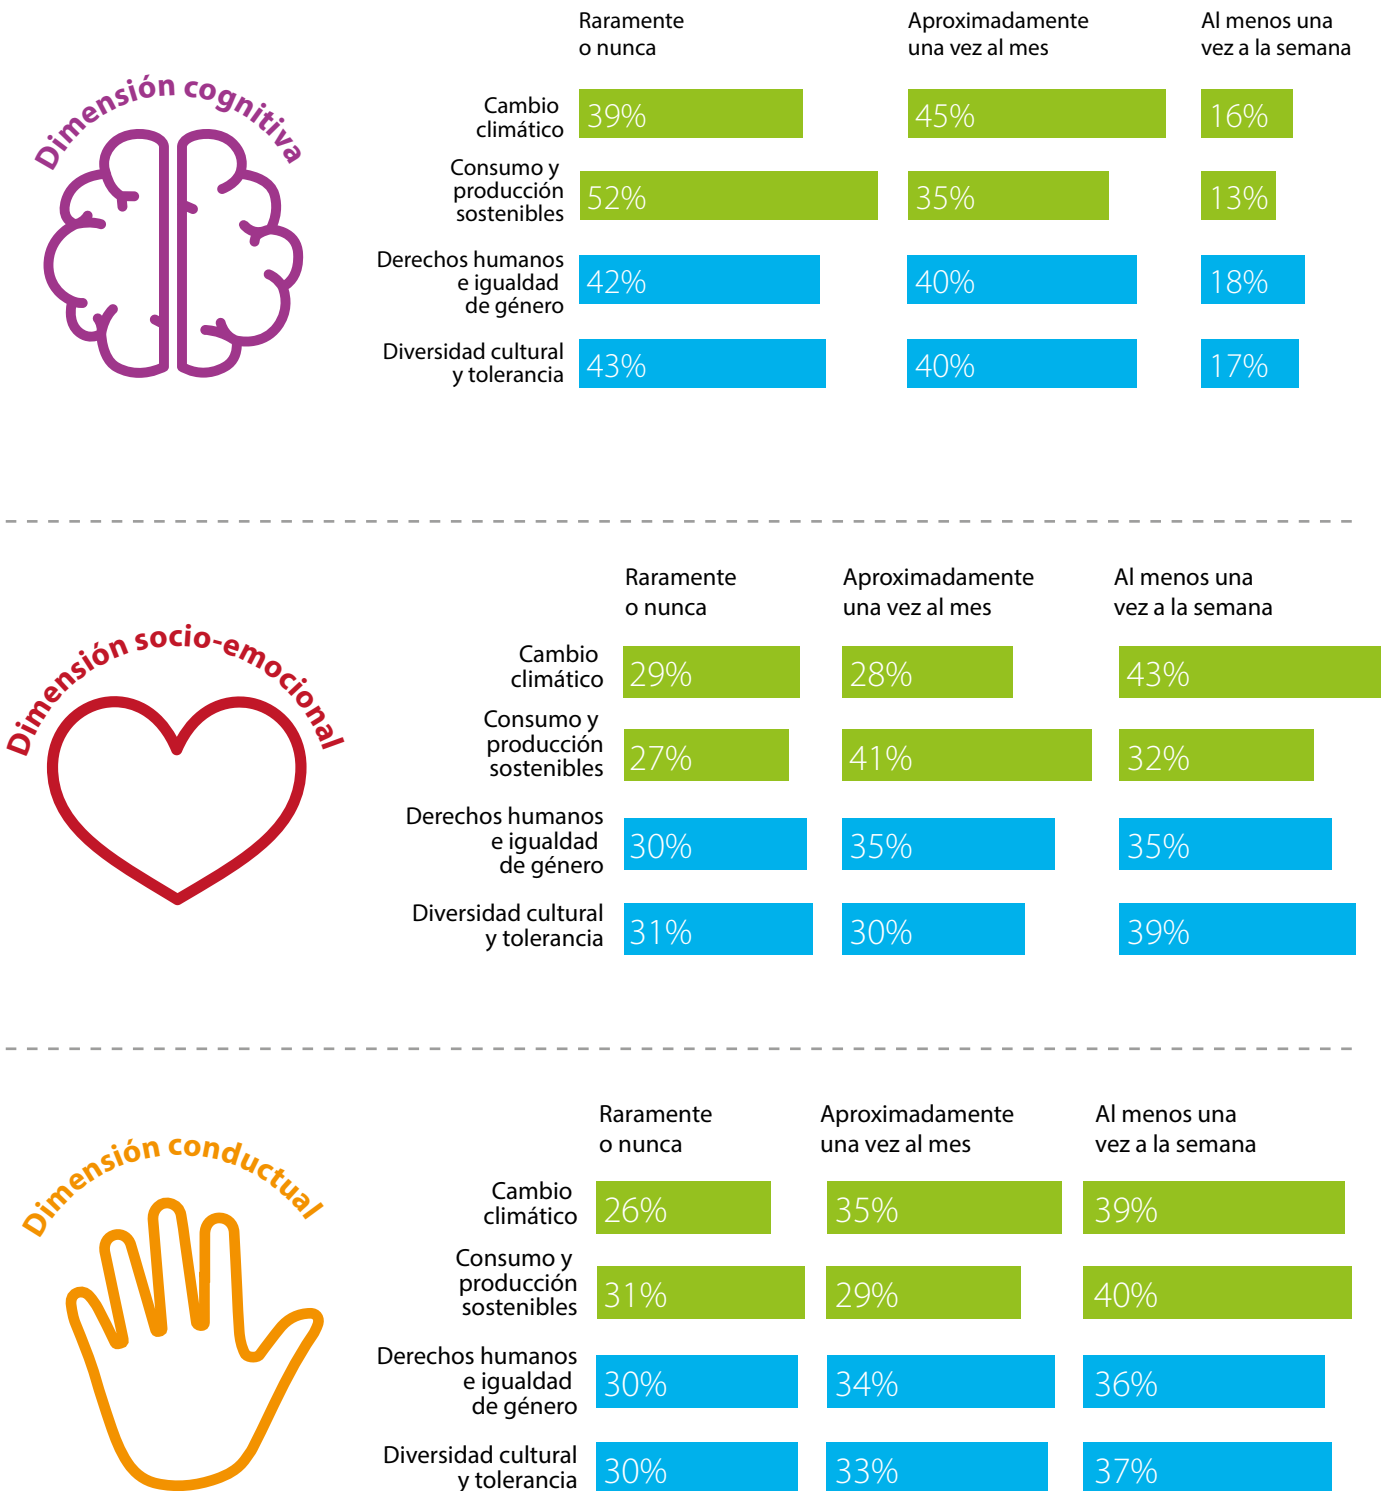 Dimensión cognitiva
Raramente
o nunca
Aproximadamente
una vez al mes
Al menos una
vez a la semana
Cambio
climático
39%
45%
16%
Consumo y
producción
sostenibles
52%
35%
13%
Derechos humanos
e igualdad
de género
42%
40%
18%
Diversidad cultural
y tolerancia
43%
40%
17%
Dimensión socio-emocional
Raramente
o nunca
Aproximadamente
una vez al mes
Al menos una
vez a la semana
Cambio
climático
29%
28%
43%
Consumo y
producción
sostenibles
27%
41%
32%
Derechos humanos
e igualdad
de género
30%
35%
35%
Diversidad cultural
y tolerancia
31%
30%
39%
Dimensión conductual
Raramente
o nunca
Aproximadamente
una vez al mes
Al menos una
vez a la semana
Cambio
climático
26%
35%
39%
Consumo y
producción
sostenibles
31%
29%
40%
Derechos humanos
e igualdad
de género
30%
34%
36%
Diversidad cultural
y tolerancia
30%
33%
37%